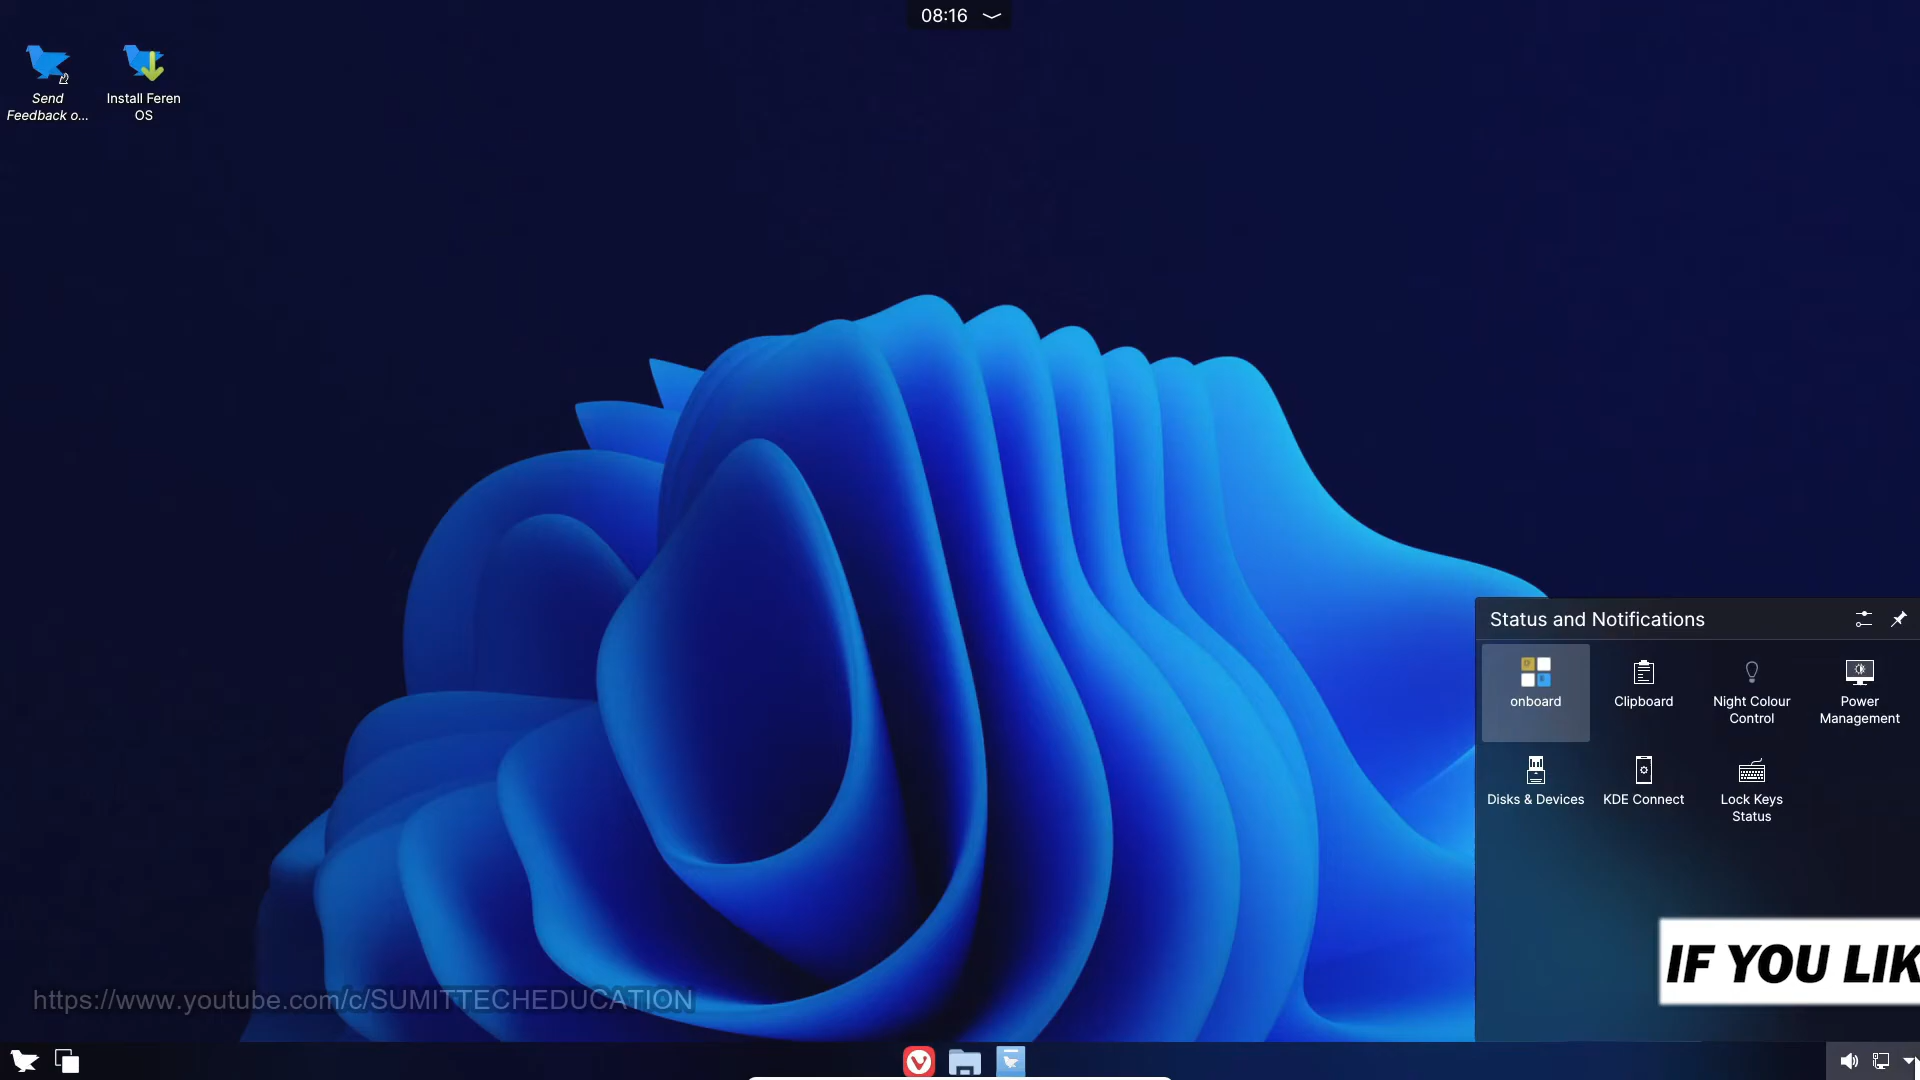 08:16
Send
Feedback o...
Install Feren
OS
Status and Notifications
onboard
Clipboard
Night Colour
Control
Power
Management
Disks & Devices
KDE Connect
Lock Keys
Status
IF YOU LIK
https://www.youtube.com/c/SUMITTECHEDUCATION